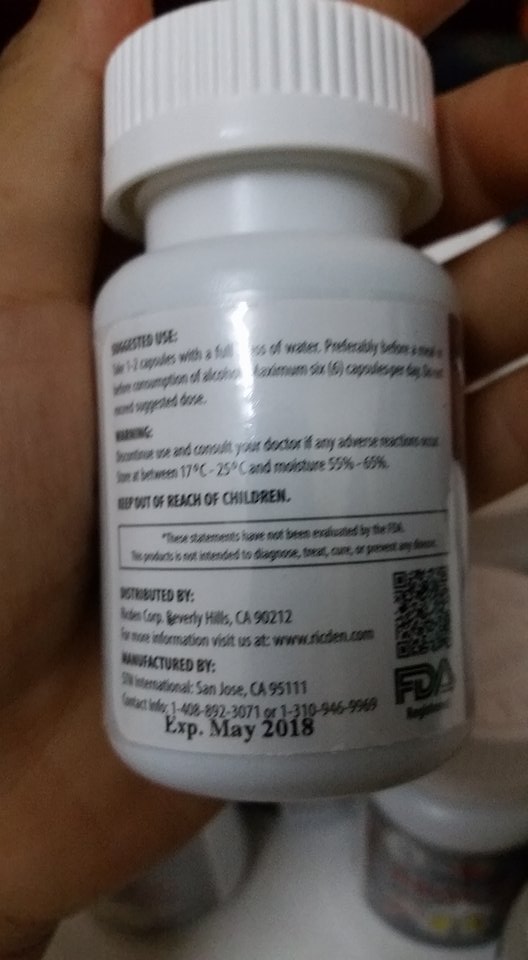 SUGGESTED USE:
Take 1-2 capsules with a full glass of water. Preferably before a meal or
before consumption of alcohol. Maximum six (6) capsules per day. Do not
exceed suggested dose.
WARNING:
Discontinue use and consult your doctor if any adverse reactions occur.
Store at between 17°C - 25°C and moisture 55% - 65%.
KEEP OUT OF REACH OF CHILDREN.
*These statements have not been evaluated by the FDA.
This products is not intended to diagnose, treat, cure, or prevent any disease.
DISTRIBUTED BY:
Ricden Corp. Beverly Hills, CA 90212
For more information visit us at: www.ricden.com
MANUFACTURED BY:
STN International: San Jose, CA 95111
Contact Info: 1-408-892-3071 or 1-310-946-9969
Exp. May 2018
FDA
Registered